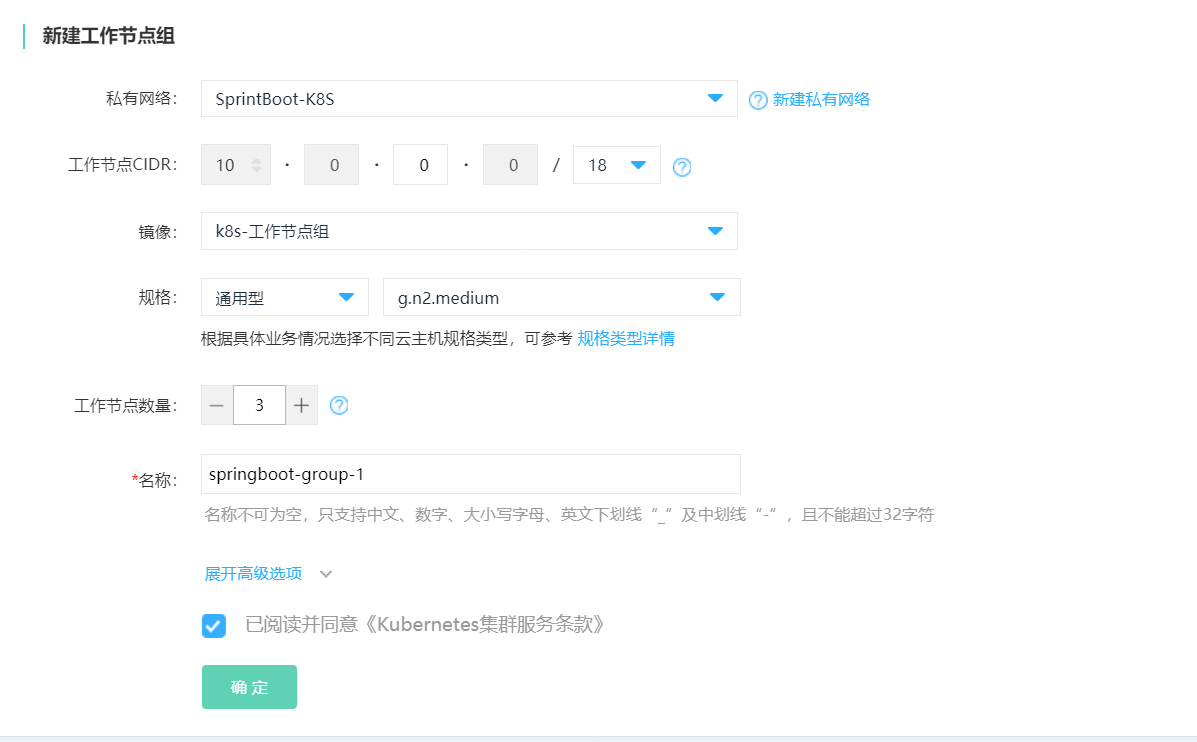 新建工作节点组
私有网络: SprintBoot-K8S 新建私有网络
工作节点CIDR: 10 . 0 . 0 . 0 / 18
镜像: k8s-工作节点组
规格: 通用型 g.n2.medium
根据具体业务情况选择不同云主机规格类型，可参考 规格类型详情
工作节点数量: 3
*名称: springboot-group-1
名称不可为空，只支持中文、数字、大小写字母、英文下划线“_”及中划线“-”，且不能超过32字符
展开高级选项
已阅读并同意《Kubernetes集群服务条款》
确 定